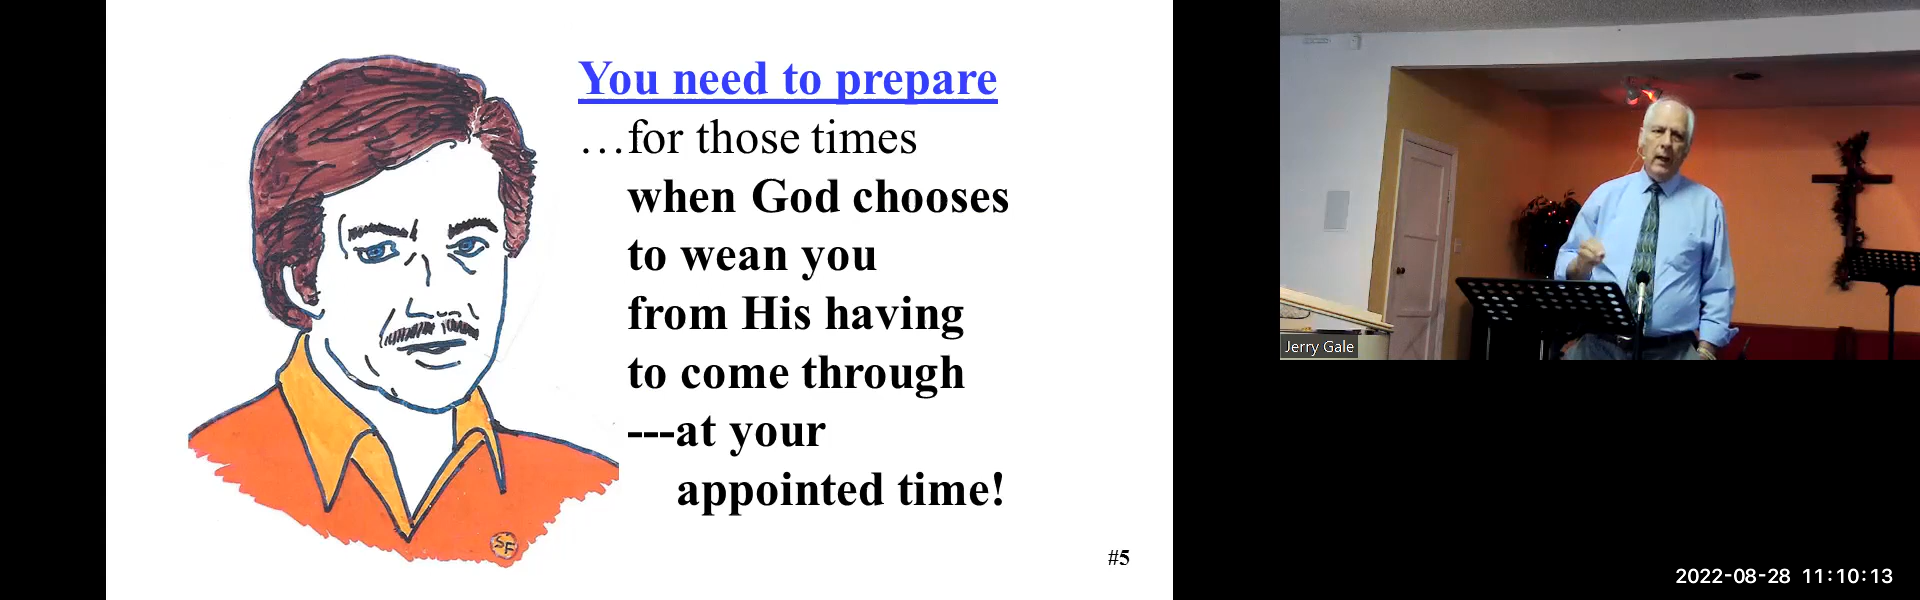 You need to prepare
…for those times
when God chooses
to wean you
from His having
to come through
---at your
appointed time!
SF
#5
Jerry Gale
2022-08-28 11:10:13